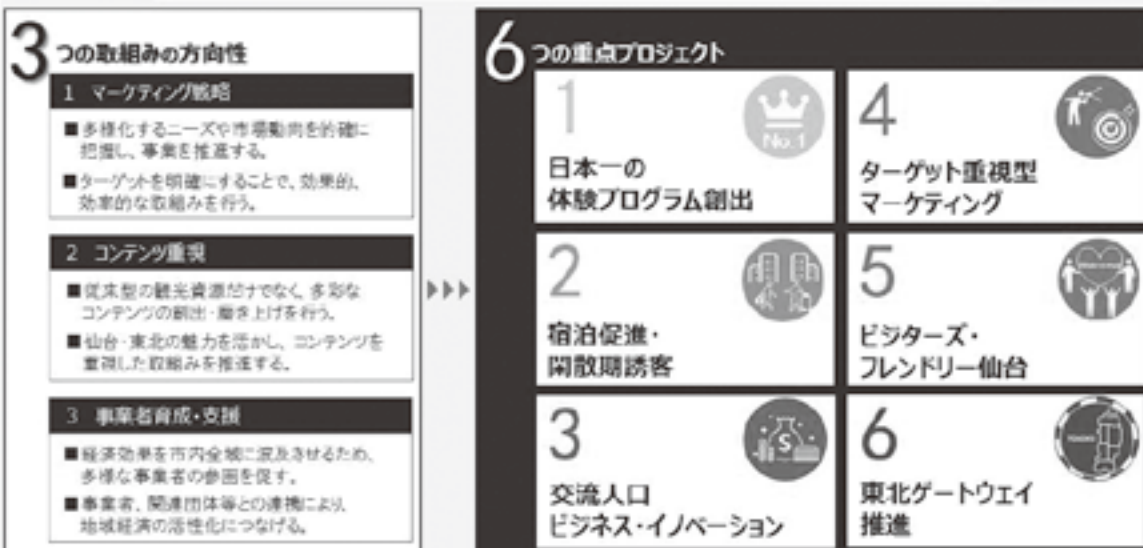 3つの取組みの方向性
1 マーケティング戦略
■多様化するニーズや市場動向を的確に
把握し、事業を推進する。
■ターゲットを明確にすることで、効果的、
効率的な取組みを行う。
2 コンテンツ重視
■従来型の観光資源だけでなく、多彩な
コンテンツの創出・磨き上げを行う。
■仙台・東北の魅力を活かし、コンテンツを
重視した取組みを推進する。
3 事業者育成・支援
■経済効果を市内全域に波及させるため、
多様な事業者の参画を促す。
■事業者、関連団体等との連携により、
地域経済の活性化につなげる。
6つの重点プロジェクト
1
No.1
日本一の
体験プログラム創出
2
宿泊促進・
閑散期誘客
3
S
交流人口
ビジネス・イノベーション
4
ターゲット重視型
マーケティング
5
ビジターズ・
フレンドリー仙台
6
TOHOKU
東北ゲートウェイ
推進